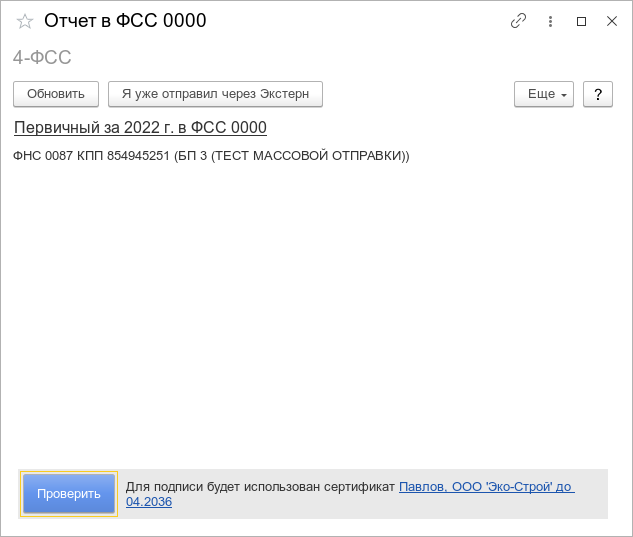 Отчет в ФСС 0000
4-ФСС
Обновить
Я уже отправил через Экстерн
Еще
?
Первичный за 2022 г. в ФСС 0000
ФНС 0087 КПП 854945251 (БП 3 (ТЕСТ МАССОВОЙ ОТПРАВКИ))
Проверить
Для подписи будет использован сертификат Павлов, ООО 'Эко-Строй' до
04.2036